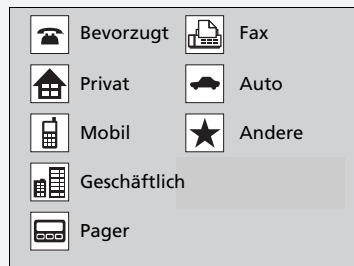 Bevorzugt
Fax
Privat
Auto
Mobil
Andere
Geschäftlich
Pager